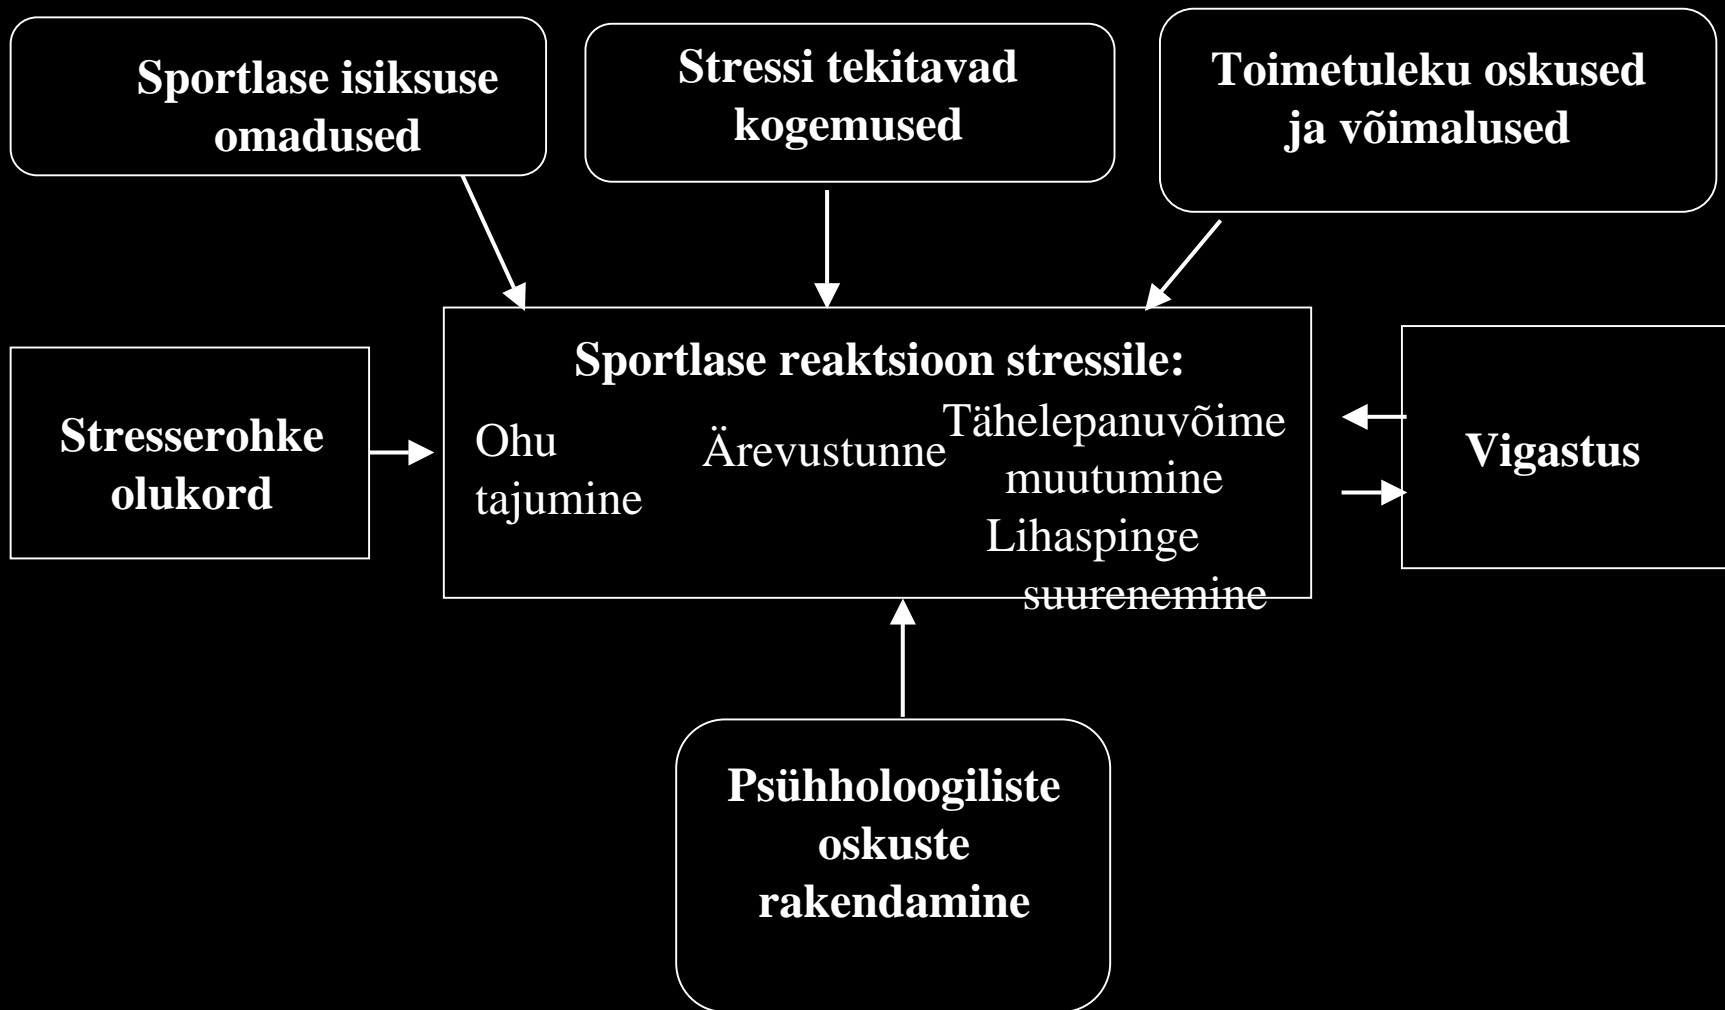 Sportlase isiksuse
omadused
Stressi tekitavad
kogemused
Toimetuleku oskused
ja võimalused
Stresserohke
olukord
Sportlase reaktsioon stressile:
Ohu
tajumine
Ärevustunne
Tähelepanuvõime
muutumine
Lihaspinge
suurenemine
Vigastus
Psühholoogiliste
oskuste
rakendamine